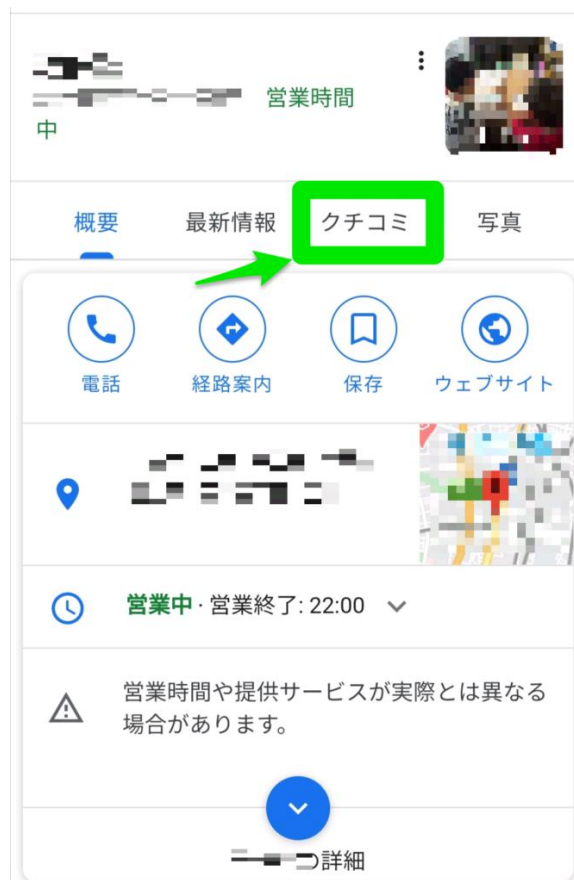 営業時間
中
概要 最新情報 クチコミ 写真
電話 経路案内 保存 ウェブサイト
営業中 · 営業終了: 22:00
営業時間や提供サービスが実際とは異なる
場合があります。
詳細